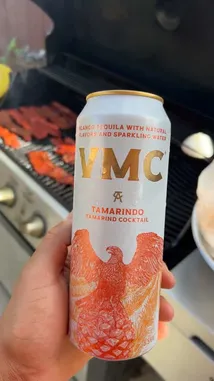 BLANCO TEQUILA WITH NATURAL
FLAVORS AND SPARKLING WATER
VMC
TAMARINDO
TAMARIND COCKTAIL